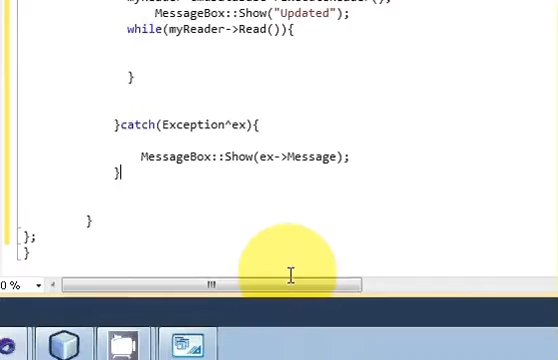 MessageBox::Show("Updated");
while(myReader->Read()){
}
}catch(Exception^ex){
MessageBox::Show(ex->Message);
}
}
};
}
0 %